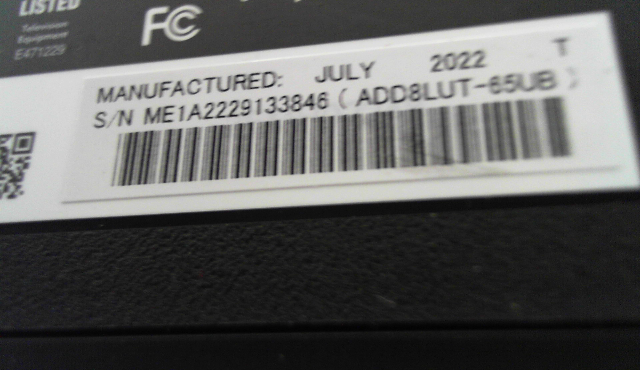 LISTED
Television
Equipment
E471229
FC
MANUFACTURED: JULY 2022 T
S/N ME1A2229133846 ( ADD8LUT-65UB )